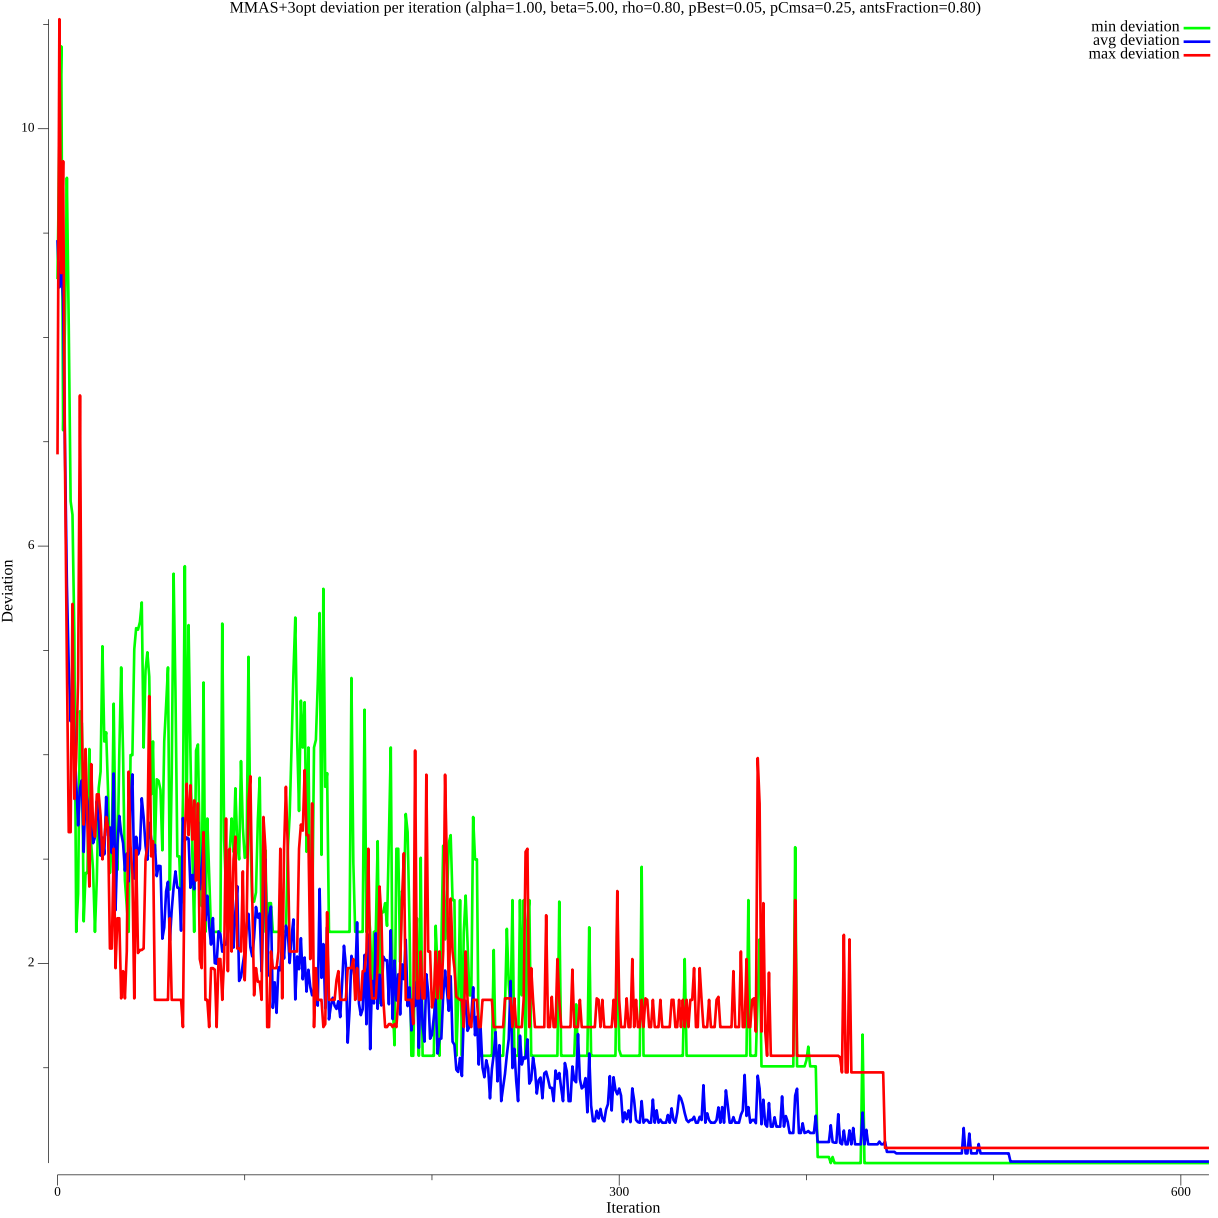 MMAS+3opt deviation per iteration (alpha=1.00, beta=5.00, rho=0.80, pBest=0.05, pCmsa=0.25, antsFraction=0.80)
min deviation
avg deviation
max deviation
10
6
2
Deviation
0
300
600
Iteration